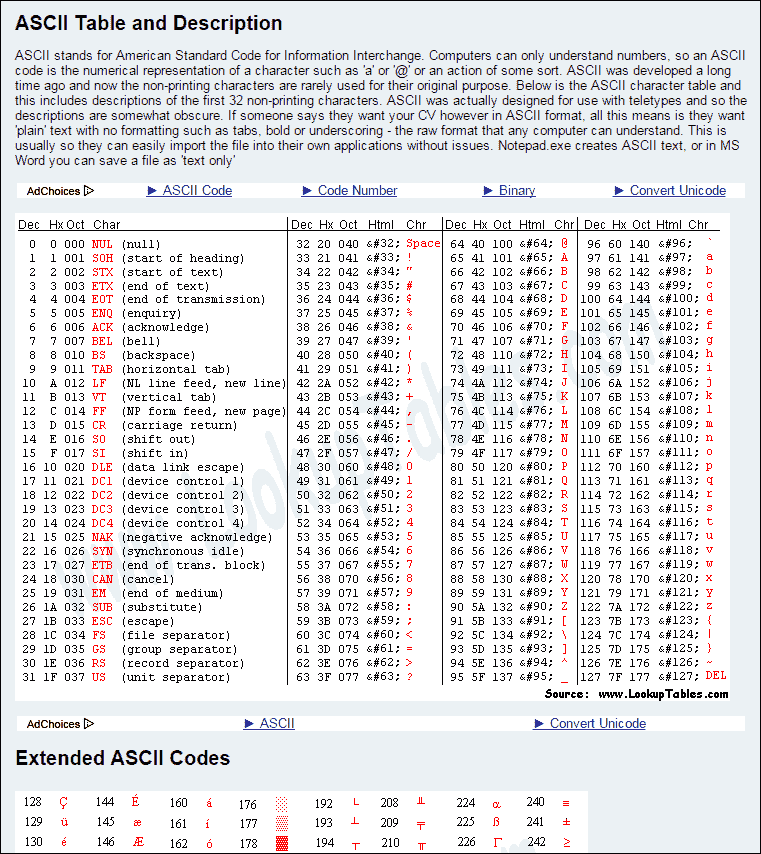 ASCII Table and Description
ASCII stands for American Standard Code for Information Interchange. Computers can only understand numbers, so an ASCII
code is the numerical representation of a character such as 'a' or '@' or an action of some sort. ASCII was developed a long
time ago and now the non-printing characters are rarely used for their original purpose. Below is the ASCII character table and
this includes descriptions of the first 32 non-printing characters. ASCII was actually designed for use with teletypes and so the
descriptions are somewhat obscure. If someone says they want your CV however in ASCII format, all this means is they want
'plain' text with no formatting such as tabs, bold or underscoring - the raw format that any computer can understand. This is
usually so they can easily import the file into their own applications without issues. Notepad.exe creates ASCII text, or in MS
Word you can save a file as 'text only'
AdChoices ► ASCII Code ► Code Number ► Binary ► Convert Unicode
Dec Hx Oct Char Dec Hx Oct Html Chr Dec Hx Oct Html Chr Dec Hx Oct Html Chr
0 0 000 NUL (null) 32 20 040 &#32; Space 64 40 100 &#64; @ 96 60 140 &#96; `
1 1 001 SOH (start of heading) 33 21 041 &#33; ! 65 41 101 &#65; A 97 61 141 &#97; a
2 2 002 STX (start of text) 34 22 042 &#34; " 66 42 102 &#66; B 98 62 142 &#98; b
3 3 003 ETX (end of text) 35 23 043 &#35; # 67 43 103 &#67; C 99 63 143 &#99; c
4 4 004 EOT (end of transmission) 36 24 044 &#36; $ 68 44 104 &#68; D 100 64 144 &#100; d
5 5 005 ENQ (enquiry) 37 25 045 &#37; % 69 45 105 &#69; E 101 65 145 &#101; e
6 6 006 ACK (acknowledge) 38 26 046 &#38; & 70 46 106 &#70; F 102 66 146 &#102; f
7 7 007 BEL (bell) 39 27 047 &#39; ' 71 47 107 &#71; G 103 67 147 &#103; g
8 8 010 BS (backspace) 40 28 050 &#40; ( 72 48 110 &#72; H 104 68 150 &#104; h
9 9 011 TAB (horizontal tab) 41 29 051 &#41; ) 73 49 111 &#73; I 105 69 151 &#105; i
10 A 012 LF (NL line feed, new line) 42 2A 052 &#42; * 74 4A 112 &#74; J 106 6A 152 &#106; j
11 B 013 VT (vertical tab) 43 2B 053 &#43; + 75 4B 113 &#75; K 107 6B 153 &#107; k
12 C 014 FF (NP form feed, new page) 44 2C 054 &#44; , 76 4C 114 &#76; L 108 6C 154 &#108; l
13 D 015 CR (carriage return) 45 2D 055 &#45; - 77 4D 115 &#77; M 109 6D 155 &#109; m
14 E 016 SO (shift out) 46 2E 056 &#46; . 78 4E 116 &#78; N 110 6E 156 &#110; n
15 F 017 SI (shift in) 47 2F 057 &#47; / 79 4F 117 &#79; O 111 6F 157 &#111; o
16 10 020 DLE (data link escape) 48 30 060 &#48; 0 80 50 120 &#80; P 112 70 160 &#112; p
17 11 021 DC1 (device control 1) 49 31 061 &#49; 1 81 51 121 &#81; Q 113 71 161 &#113; q
18 12 022 DC2 (device control 2) 50 32 062 &#50; 2 82 52 122 &#82; R 114 72 162 &#114; r
19 13 023 DC3 (device control 3) 51 33 063 &#51; 3 83 53 123 &#83; S 115 73 163 &#115; s
20 14 024 DC4 (device control 4) 52 34 064 &#52; 4 84 54 124 &#84; T 116 74 164 &#116; t
21 15 025 NAK (negative acknowledge) 53 35 065 &#53; 5 85 55 125 &#85; U 117 75 165 &#117; u
22 16 026 SYN (synchronous idle) 54 36 066 &#54; 6 86 56 126 &#86; V 118 76 166 &#118; v
23 17 027 ETB (end of trans. block) 55 37 067 &#55; 7 87 57 127 &#87; W 119 77 167 &#119; w
24 18 030 CAN (cancel) 56 38 070 &#56; 8 88 58 130 &#88; X 120 78 170 &#120; x
25 19 031 EM (end of medium) 57 39 071 &#57; 9 89 59 131 &#89; Y 121 79 171 &#121; y
26 1A 032 SUB (substitute) 58 3A 072 &#58; : 90 5A 132 &#90; Z 122 7A 172 &#122; z
27 1B 033 ESC (escape) 59 3B 073 &#59; ; 91 5B 133 &#91; [ 123 7B 173 &#123; {
28 1C 034 FS (file separator) 60 3C 074 &#60; < 92 5C 134 &#92; \ 124 7C 174 &#124; |
29 1D 035 GS (group separator) 61 3D 075 &#61; = 93 5D 135 &#93; ] 125 7D 175 &#125; }
30 1E 036 RS (record separator) 62 3E 076 &#62; > 94 5E 136 &#94; ^ 126 7E 176 &#126; ~
31 1F 037 US (unit separator) 63 3F 077 &#63; ? 95 5F 137 &#95; _ 127 7F 177 &#127; DEL
Source: www.LookupTables.com
AdChoices ► ASCII ► Convert Unicode
Extended ASCII Codes
128 Ç 144 É 160 á 176 ░ 192 └ 208 ╨ 224 α 240 ≡
129 ü 145 æ 161 í 177 ▒ 193 ┴ 209 ╤ 225 ß 241 ±
130 é 146 Æ 162 ó 178 ▓ 194 ┬ 210 ╥ 226 Γ 242 ≥